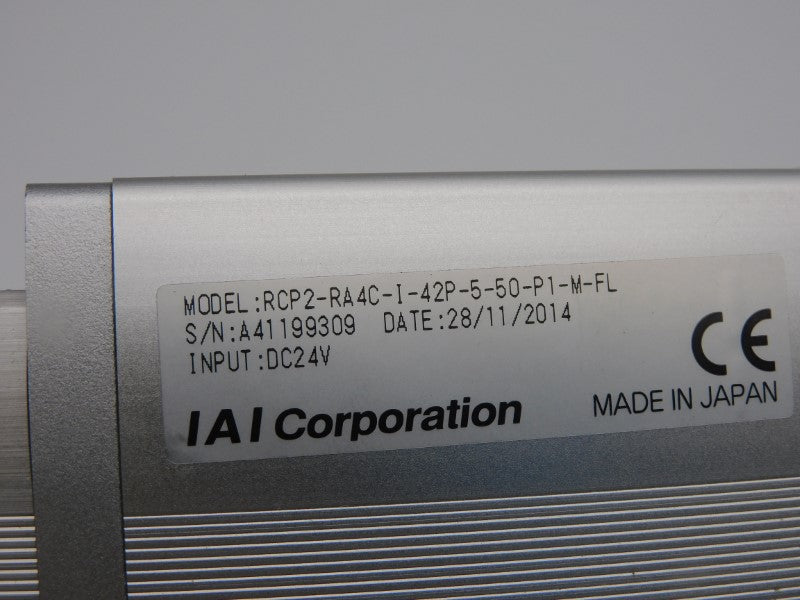 MODEL:RCP2-RA4C-I-42P-5-50-P1-M-FL
S/N:A41199309 DATE:28/11/2014
INPUT:DC24V
CE
IAI Corporation MADE IN JAPAN